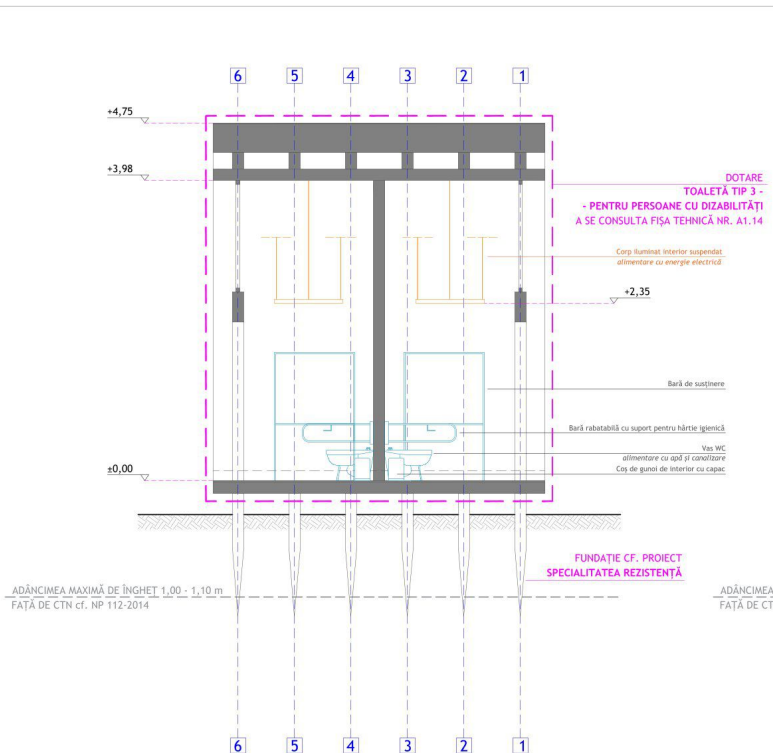 6 5 4 3 2 1
+4,75
+3,98
DOTARE
TOALETĂ TIP 3 -
- PENTRU PERSOANE CU DIZABILITĂȚI
A SE CONSULTA FIȘA TEHNICĂ NR. A1.14
Corp iluminat interior suspendat
alimentare cu energie electrică
+2,35
Bară de susținere
Bară rabatabilă cu suport pentru hârtie igienică
Vas WC
alimentare cu apă și canalizare
Coș de gunoi de interior cu capac
±0,00
FUNDAȚIE CF. PROIECT
SPECIALITATEA REZISTENȚĂ
ADÂNCIMEA MAXIMĂ DE ÎNGHEȚ 1,00 - 1,10 m
FAȚĂ DE CTN cf. NP 112-2014
ADÂNCIMEA
FAȚĂ DE CT
6 5 4 3 2 1